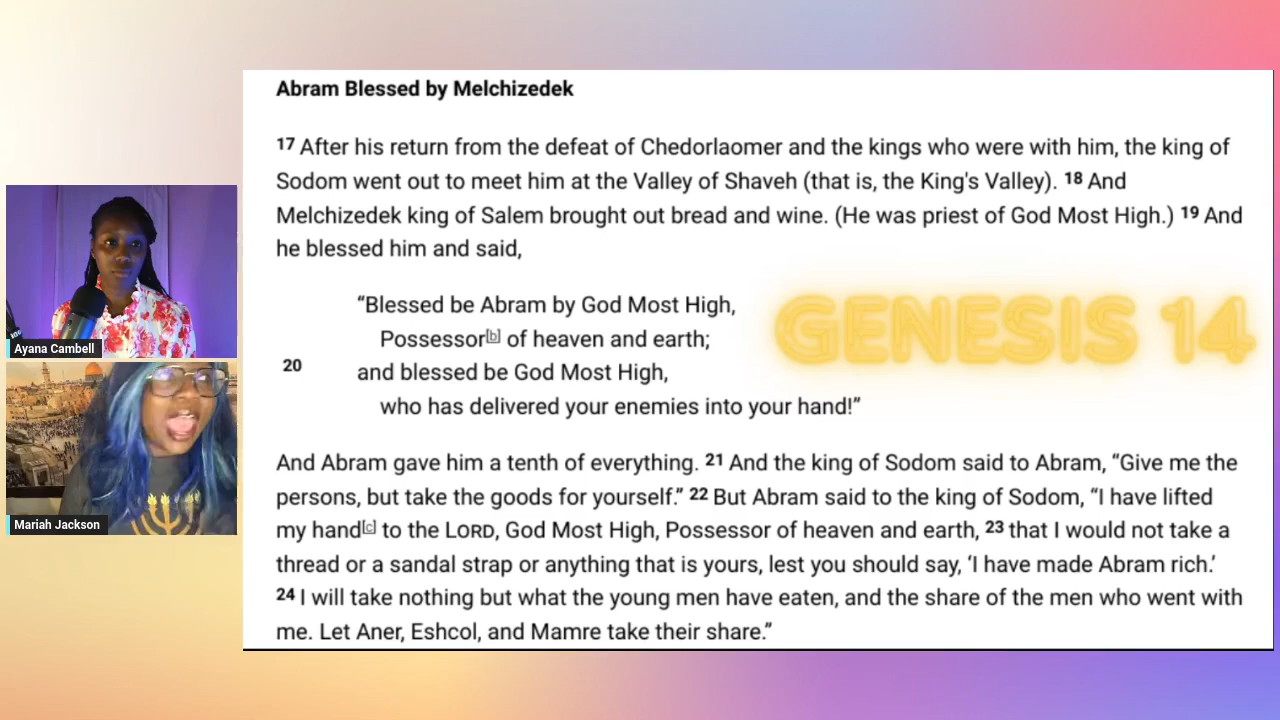 Abram Blessed by Melchizedek
17 After his return from the defeat of Chedorlaomer and the kings who were with him, the king of
Sodom went out to meet him at the Valley of Shaveh (that is, the King's Valley). 18 And
Melchizedek king of Salem brought out bread and wine. (He was priest of God Most High.) 19 And
he blessed him and said,
“Blessed be Abram by God Most High,
Possessor[b] of heaven and earth;
20 and blessed be God Most High,
who has delivered your enemies into your hand!”
GENESIS 14
And Abram gave him a tenth of everything. 21 And the king of Sodom said to Abram, “Give me the
persons, but take the goods for yourself.” 22 But Abram said to the king of Sodom, “I have lifted
my hand[c] to the LORD, God Most High, Possessor of heaven and earth, 23 that I would not take a
thread or a sandal strap or anything that is yours, lest you should say, ‘I have made Abram rich.’
24 I will take nothing but what the young men have eaten, and the share of the men who went with
me. Let Aner, Eshcol, and Mamre take their share.”
Ayana Cambell
Mariah Jackson